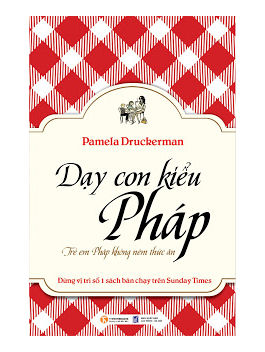 Pamela Druckerman
Dạy con kiểu
Pháp
Trẻ em Pháp không ném thức ăn
Đứng vị trí số 1 sách bán chạy trên Sunday Times